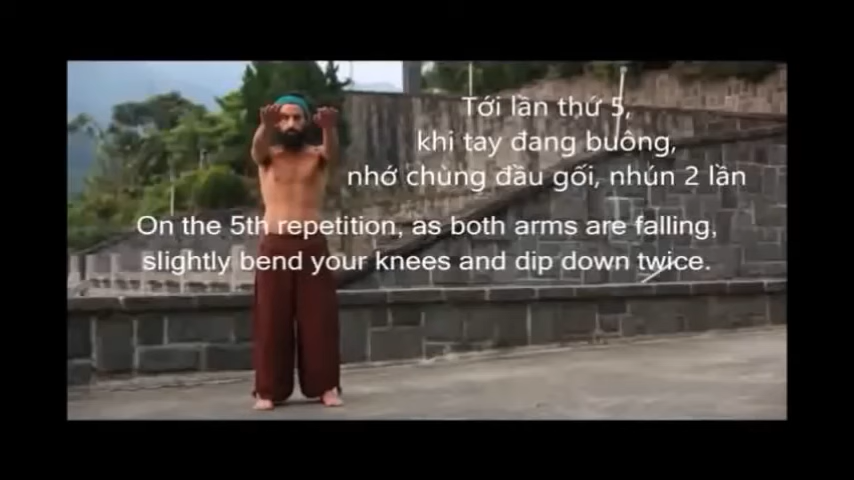 Tới lần thứ 5,
khi tay đang buông,
nhớ chùng đầu gối, nhún 2 lần
On the 5th repetition, as both arms are falling,
slightly bend your knees and dip down twice.